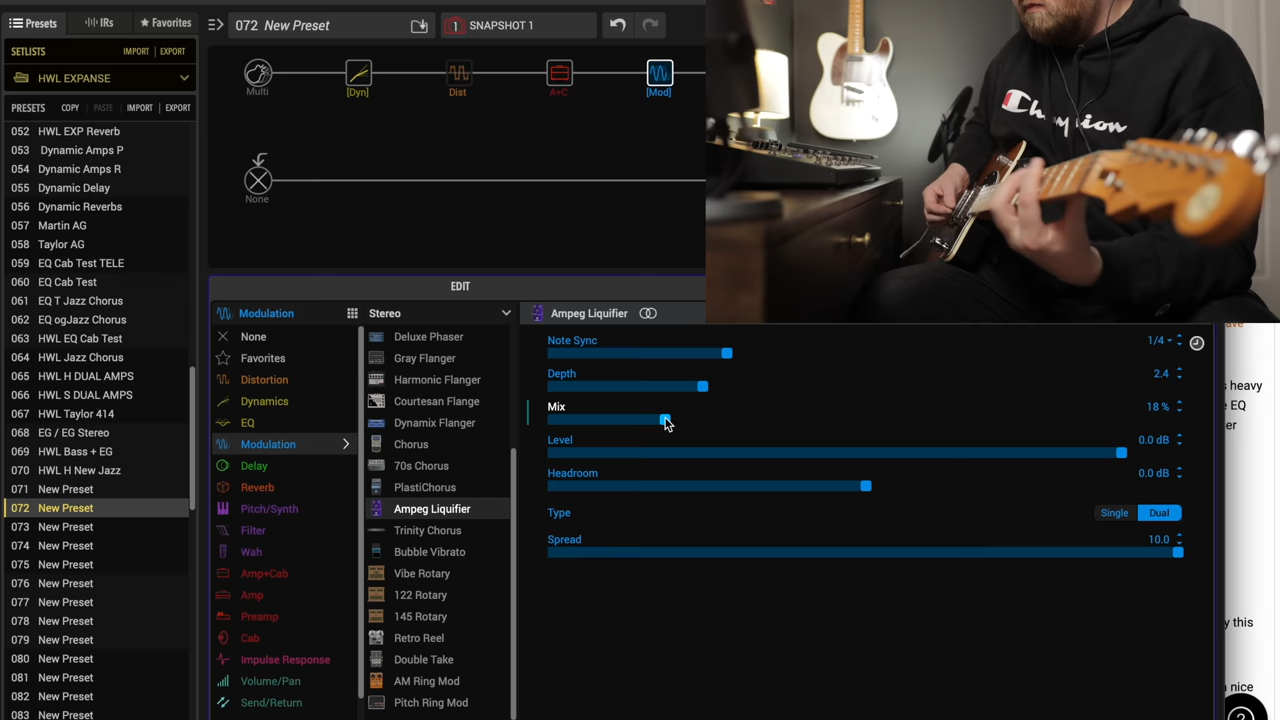 Presets
IRs
Favorites
072 New Preset
1
SNAPSHOT 1
SETLISTS
IMPORT
EXPORT
HWL EXPANSE
PRESETS
COPY
PASTE
IMPORT
EXPORT
052 HWL EXP Reverb
053 Dynamic Amps P
054 Dynamic Amps R
055 Dynamic Delay
056 Dynamic Reverbs
057 Martin AG
058 Taylor AG
059 EQ Cab Test TELE
060 EQ Cab Test
061 EQ T Jazz Chorus
062 EQ ogJazz Chorus
063 HWL EQ Cab Test
064 HWL Jazz Chorus
065 HWL H DUAL AMPS
066 HWL S DUAL AMPS
067 HWL Taylor 414
068 EG / EG Stereo
069 HWL Bass + EG
070 HWL H New Jazz
071 New Preset
072 New Preset
073 New Preset
074 New Preset
075 New Preset
076 New Preset
077 New Preset
078 New Preset
079 New Preset
080 New Preset
081 New Preset
082 New Preset
083 New Preset
Multi
[Dyn]
Dist
A+C
[Mod]
None
Champion
EDIT
Modulation
None
Favorites
Distortion
Dynamics
EQ
Modulation
Delay
Reverb
Pitch/Synth
Filter
Wah
Amp+Cab
Amp
Preamp
Cab
Impulse Response
Volume/Pan
Send/Return
Stereo
Deluxe Phaser
Gray Flanger
Harmonic Flanger
Courtesan Flange
Dynamix Flanger
Chorus
70s Chorus
PlastiChorus
Ampeg Liquifier
Trinity Chorus
Bubble Vibrato
Vibe Rotary
122 Rotary
145 Rotary
Retro Reel
Double Take
AM Ring Mod
Pitch Ring Mod
Ampeg Liquifier
Note Sync
1/4
Depth
2.4
Mix
18 %
Level
0.0 dB
Headroom
0.0 dB
Type
Single
Dual
Spread
10.0
heavy
EQ
this
nice
?